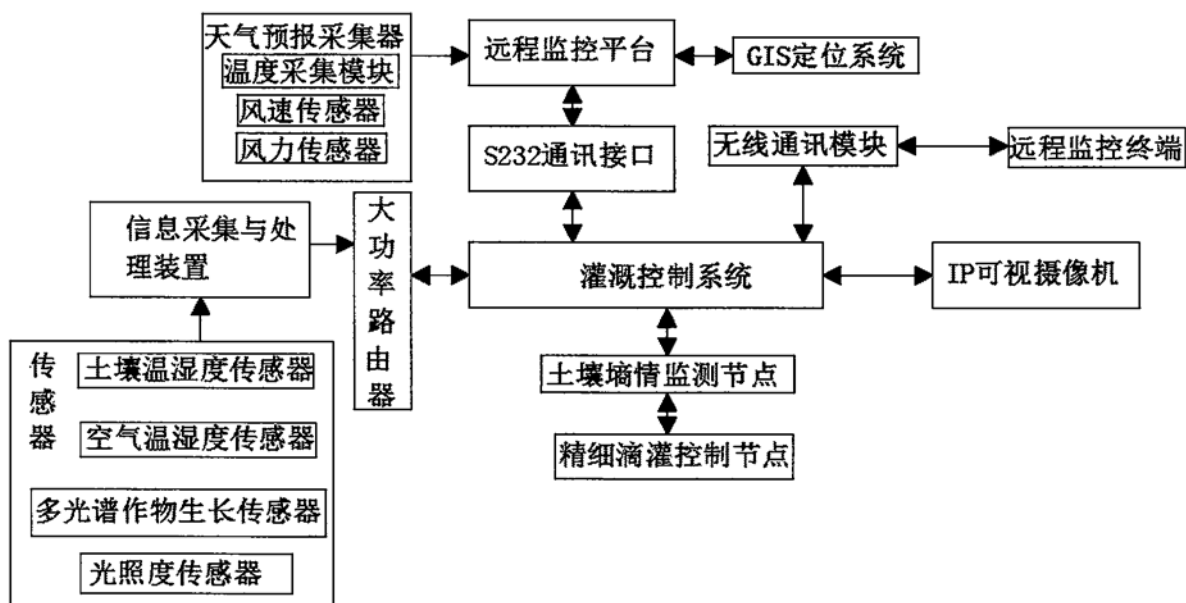 天气预报采集器
温度采集模块
风速传感器
风力传感器
远程监控平台
GIS定位系统
S232通讯接口
无线通讯模块
远程监控终端
信息采集与处
理装置
大功率路由器
灌溉控制系统
IP可视摄像机
土壤墒情监测节点
精细滴灌控制节点
传感器
土壤温湿度传感器
空气温湿度传感器
多光谱作物生长传感器
光照度传感器